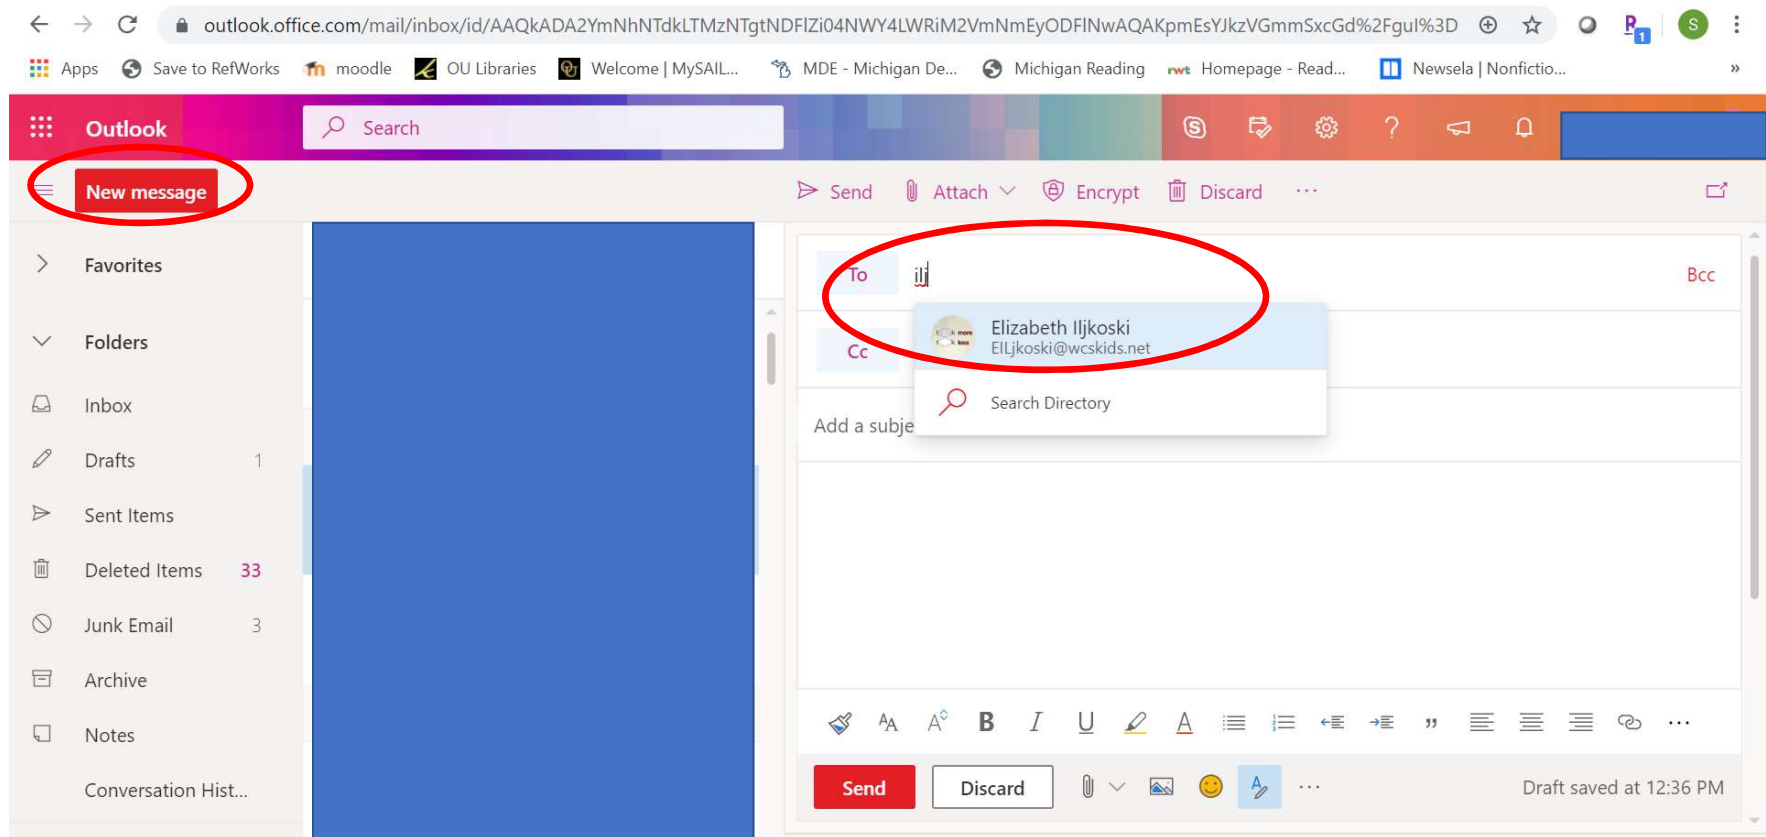 outlook.office.com/mail/inbox/id/AAQkADA2YmNhNTdkLTMzNTgtNDFlZi04NWY4LWRiM2VmNmEyODFlNwAQAKpmEsYJkzVGmmSxcGd%2FguI%3D
S
1
Apps Save to RefWorks moodle OU Libraries Welcome | MySAIL... MDE - Michigan De... Michigan Reading rwt Homepage - Read... Newsela | Nonfictio... »
Outlook Search
New message Send Attach Encrypt Discard ...
Favorites
To ilj Bcc
Elizabeth Iljkoski
EILjkoski@wcskids.net
Folders
Cc
Inbox
Search Directory
Add a subje
Drafts 1
Sent Items
Deleted Items 33
Junk Email 3
Archive
Notes
B I U A
Conversation Hist...
Send Discard ... Draft saved at 12:36 PM